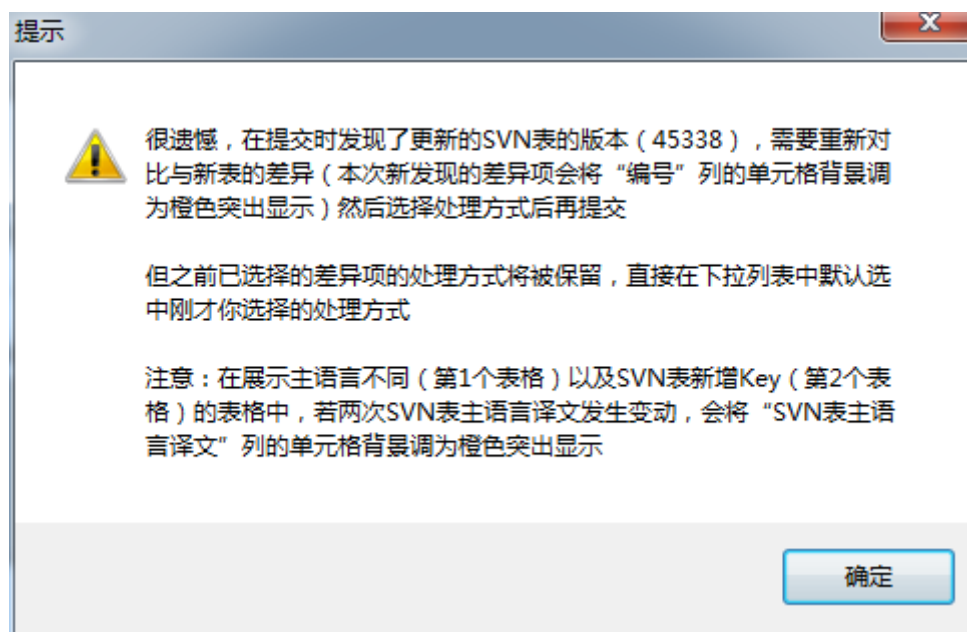 提示
很遗憾，在提交时发现了更新的SVN表的版本（45338），需要重新对
比与新表的差异（本次新发现的差异项会将“编号”列的单元格背景调
为橙色突出显示）然后选择处理方式后再提交
但之前已选择的差异项的处理方式将被保留，直接在下拉列表中默认选
中刚才你选择的处理方式
注意：在展示主语言不同（第1个表格）以及SVN表新增Key（第2个表
格）的表格中，若两次SVN表主语言译文发生变动，会将“SVN表主语
言译文”列的单元格背景调为橙色突出显示
确定